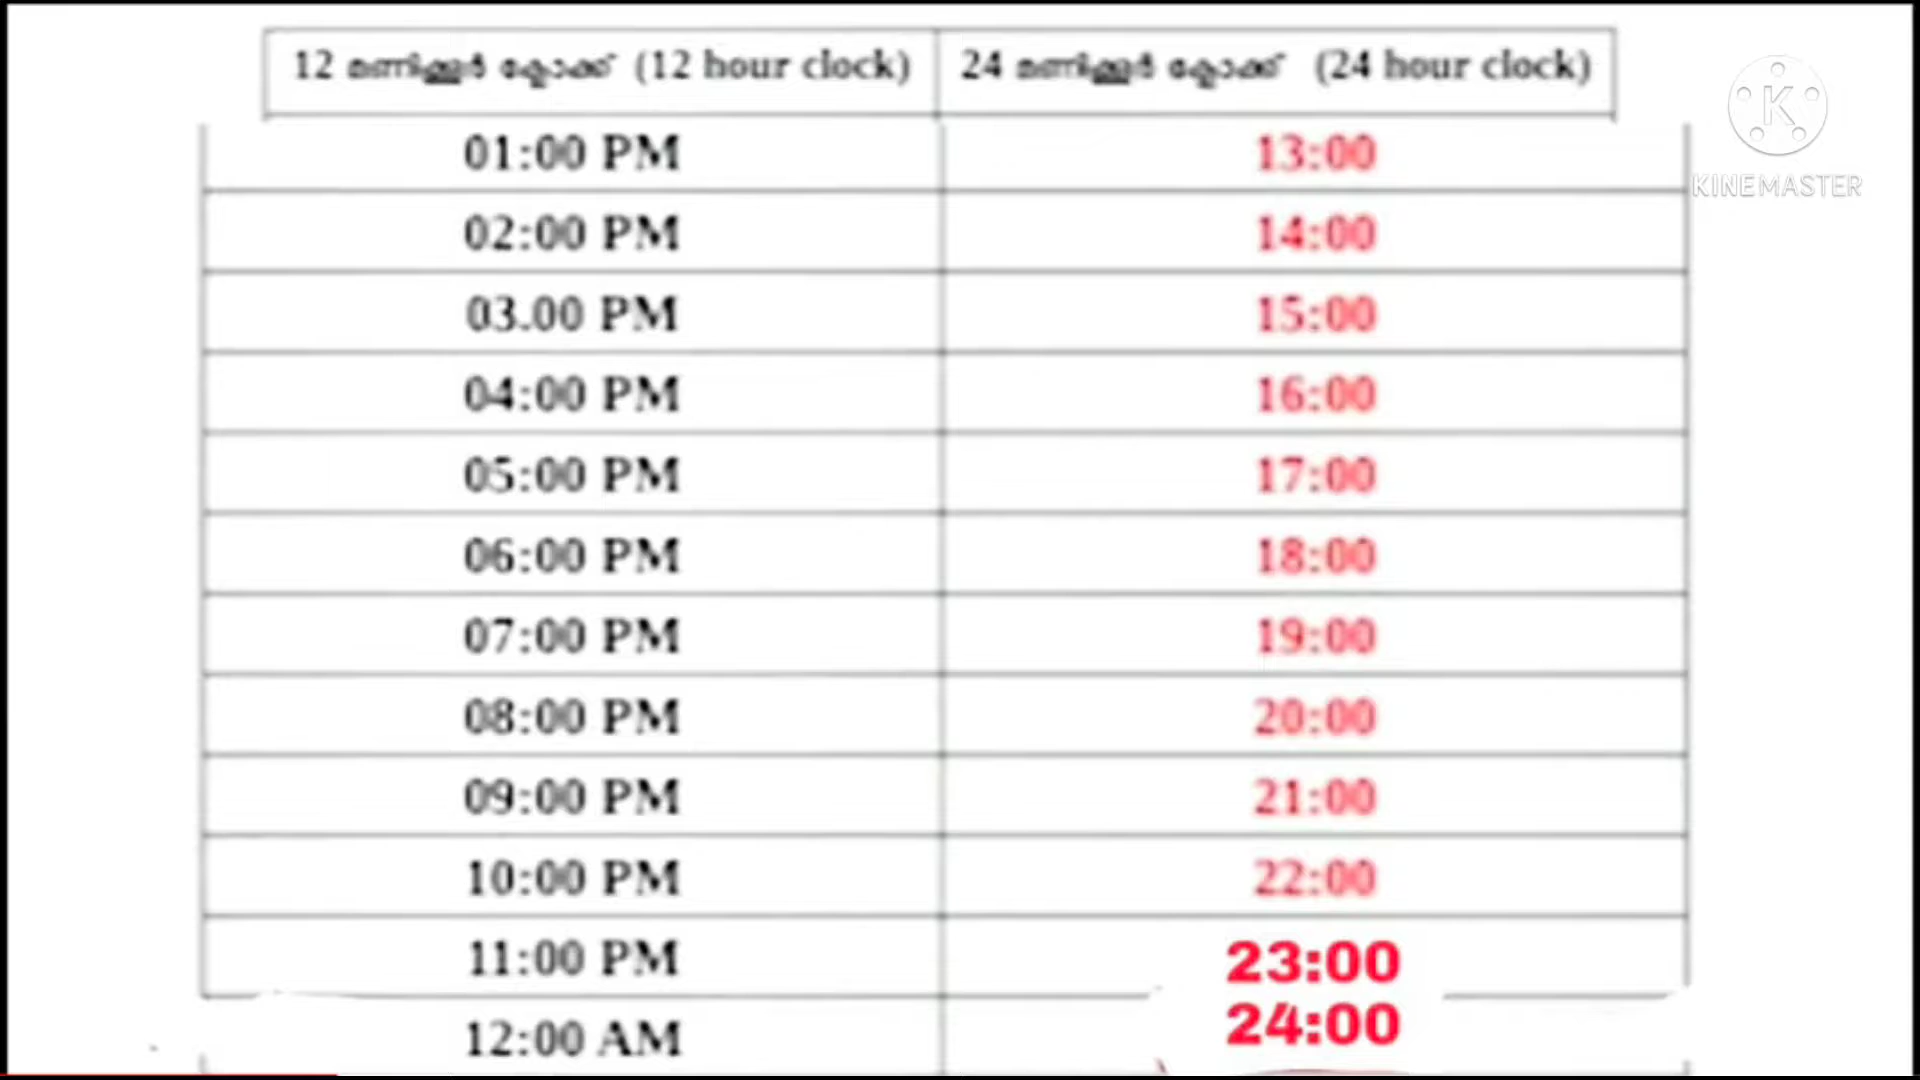 12 മണിക്കൂർ ക്ലോക്ക് (12 hour clock) 24 മണിക്കൂർ ക്ലോക്ക് (24 hour clock)
01:00 PM 13:00
02:00 PM 14:00
03.00 PM 15:00
04:00 PM 16:00
05:00 PM 17:00
06:00 PM 18:00
07:00 PM 19:00
08:00 PM 20:00
09:00 PM 21:00
10:00 PM 22:00
11:00 PM 23:00
12:00 AM 24:00
K
KINEMASTER